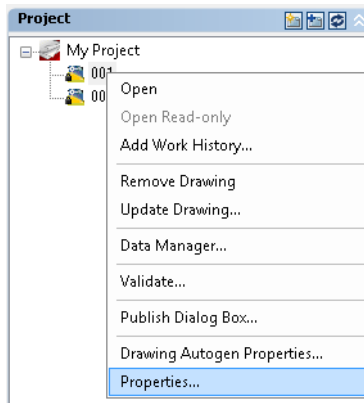 Project
My Project
001
00
Open
Open Read-only
Add Work History...
Remove Drawing
Update Drawing...
Data Manager...
Validate...
Publish Dialog Box...
Drawing Autogen Properties...
Properties...